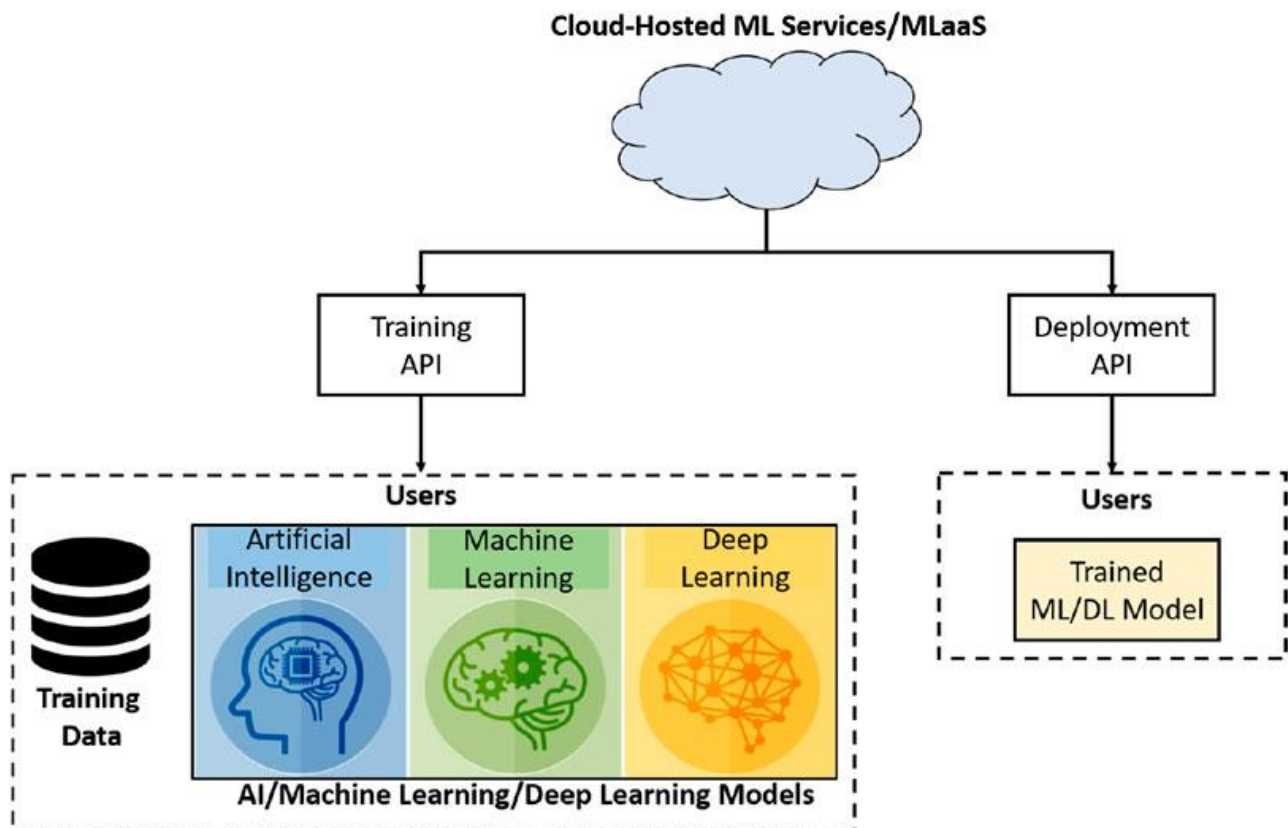 Cloud-Hosted ML Services/MLaaS
Training
API
Deployment
API
Users
Artificial
Intelligence
Machine
Learning
Deep
Learning
Training
Data
AI/Machine Learning/Deep Learning Models
Users
Trained
ML/DL Model